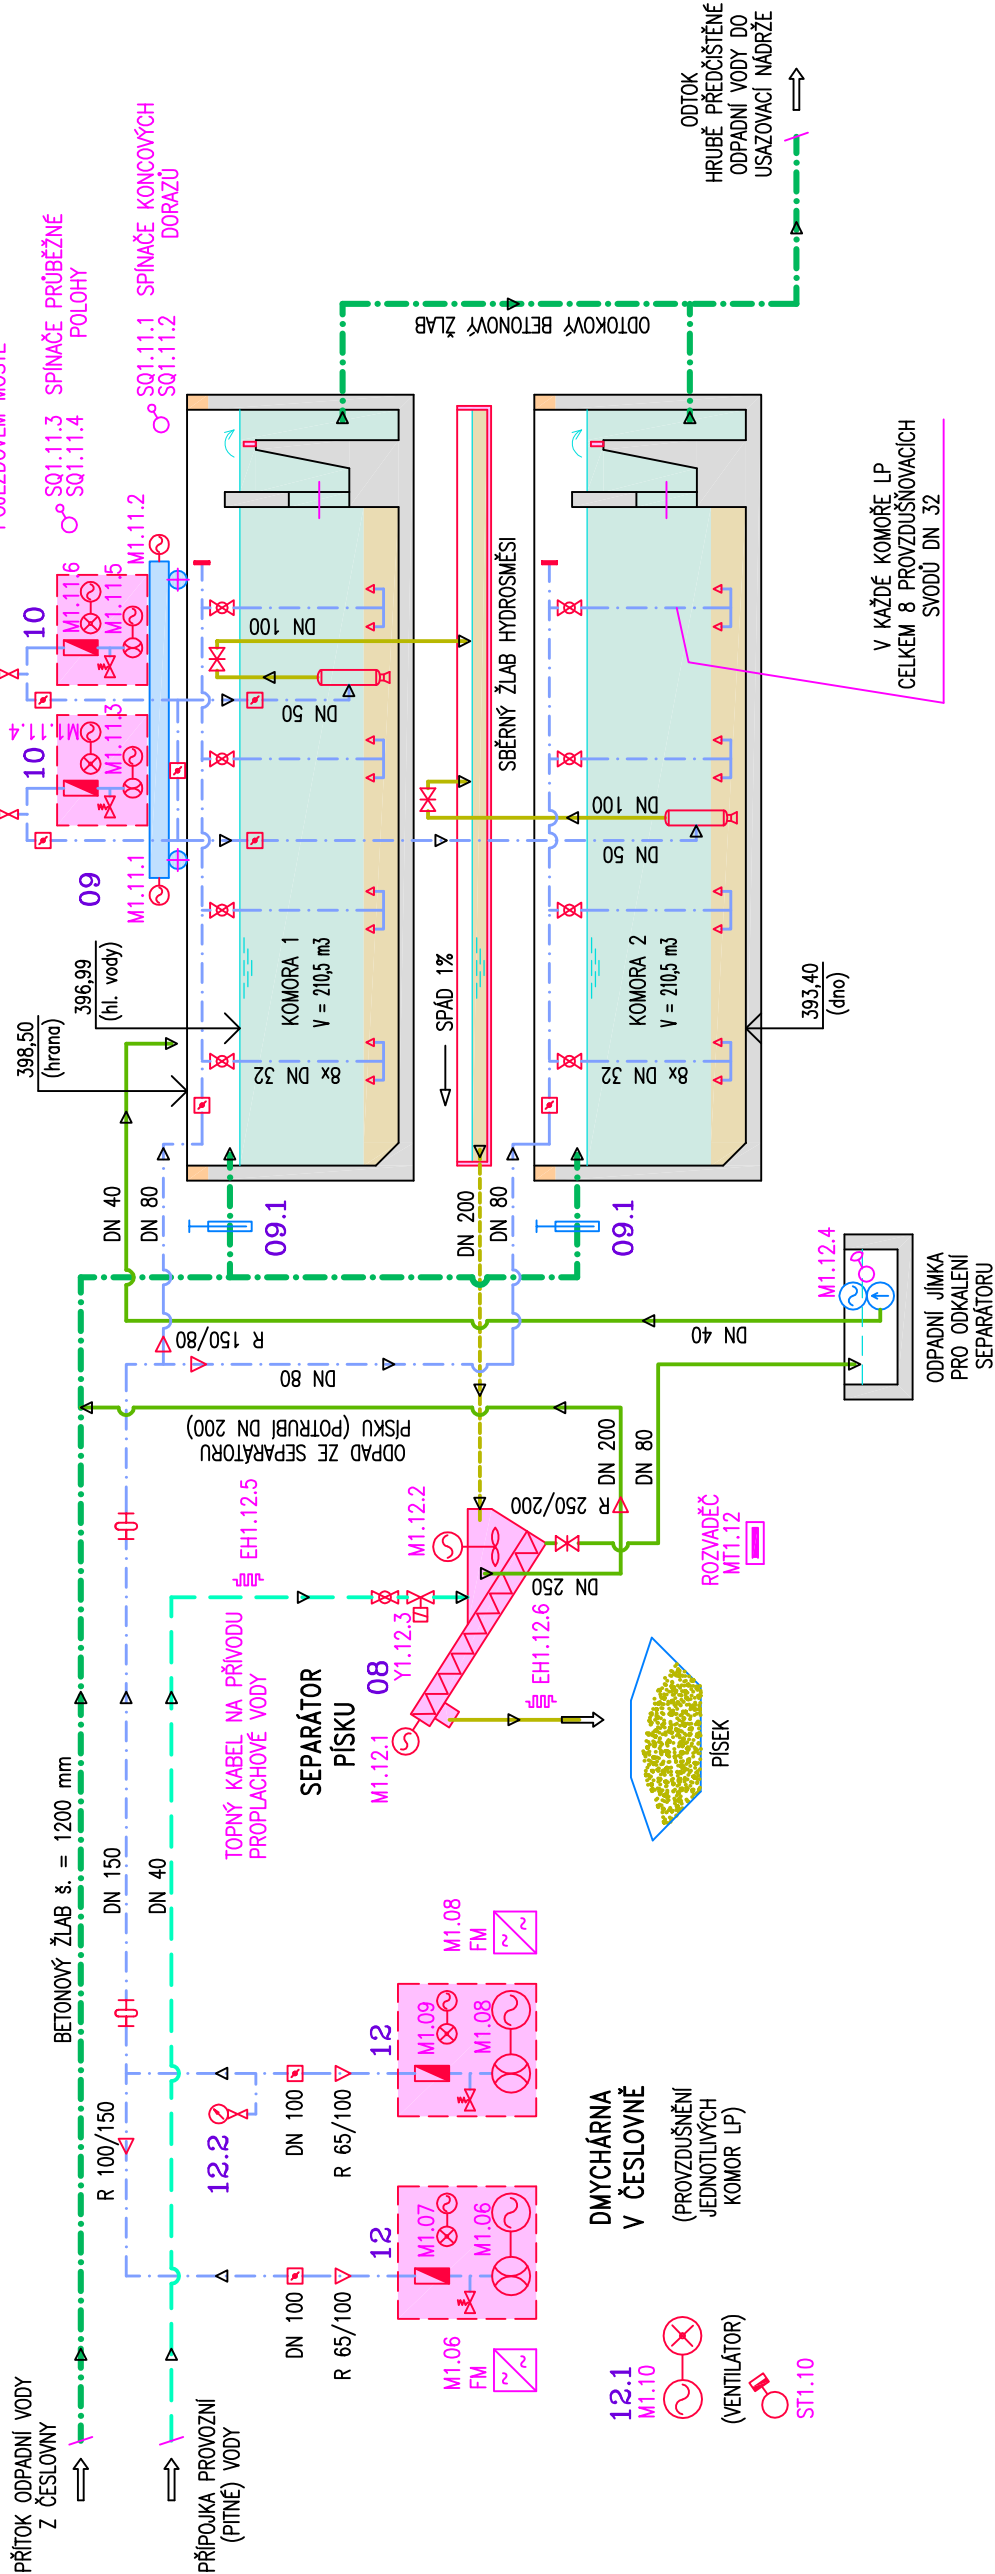 PŘÍTOK ODPADNÍ VODY
Z ČESLOVNY
PŘÍPOJKA PROVOZNÍ
(PITNÉ) VODY
BETONOVÝ ŽLAB š. = 1200 mm
R 100/150
DN 150
DN 40
12.2
DN 100
R 65/100
DN 100
R 65/100
12
M1.07
M1.06
12
M1.09
M1.08
M1.06
FM
M1.08
FM
DMYCHÁRNA
V ČESLOVNĚ
(PROVZDUŠNĚNÍ
JEDNOTLIVÝCH
KOMOR LP)
12.1
M1.10
(VENTILÁTOR)
ST1.10
TOPNÝ KABEL NA PŘÍVODU
PROPLACHOVÉ VODY
EH1.12.5
SEPARÁTOR
PÍSKU
08
Y1.12.3
M1.12.1
M1.12.2
EH1.12.6
PÍSEK
DN 250
R 250/200
DN 200
DN 80
ROZVADĚČ
MT1.12
ODPAD ZE SEPARÁTORU
PÍSKU (POTRUBÍ DN 200)
DN 80
R 150/80
DN 40
DN 40
DN 80
DN 200
DN 80
09.1
09.1
M1.12.4
ODPADNÍ JÍMKA
PRO ODKALENÍ
SEPARÁTORU
398,50
(hrana)
396,99
(hl. vody)
393,40
(dno)
8x DN 32
KOMORA 1
V = 210,5 m3
SPÁD 1%
SBĚRNÝ ŽLAB HYDROSMĚSI
8x DN 32
KOMORA 2
V = 210,5 m3
DN 50
DN 100
DN 50
DN 100
09
M1.11.1
M1.11.2
10
M1.11.4
M1.11.3
10
M1.11.6
M1.11.5
SQ1.11.3 SPÍNAČE PRŮBĚŽNÉ
SQ1.11.4 POLOHY
SQ1.11.1 SPÍNAČE KONCOVÝCH
SQ1.11.2 DORAZŮ
ODTOKOVÝ BETONOVÝ ŽLAB
ODTOK
HRUBĚ PŘEDČIŠTĚNÉ
ODPADNÍ VODY DO
USAZOVACÍ NÁDRŽE
V KAŽDÉ KOMOŘE LP
CELKEM 8 PROVZDUŠŇOVACÍCH
SVODŮ DN 32